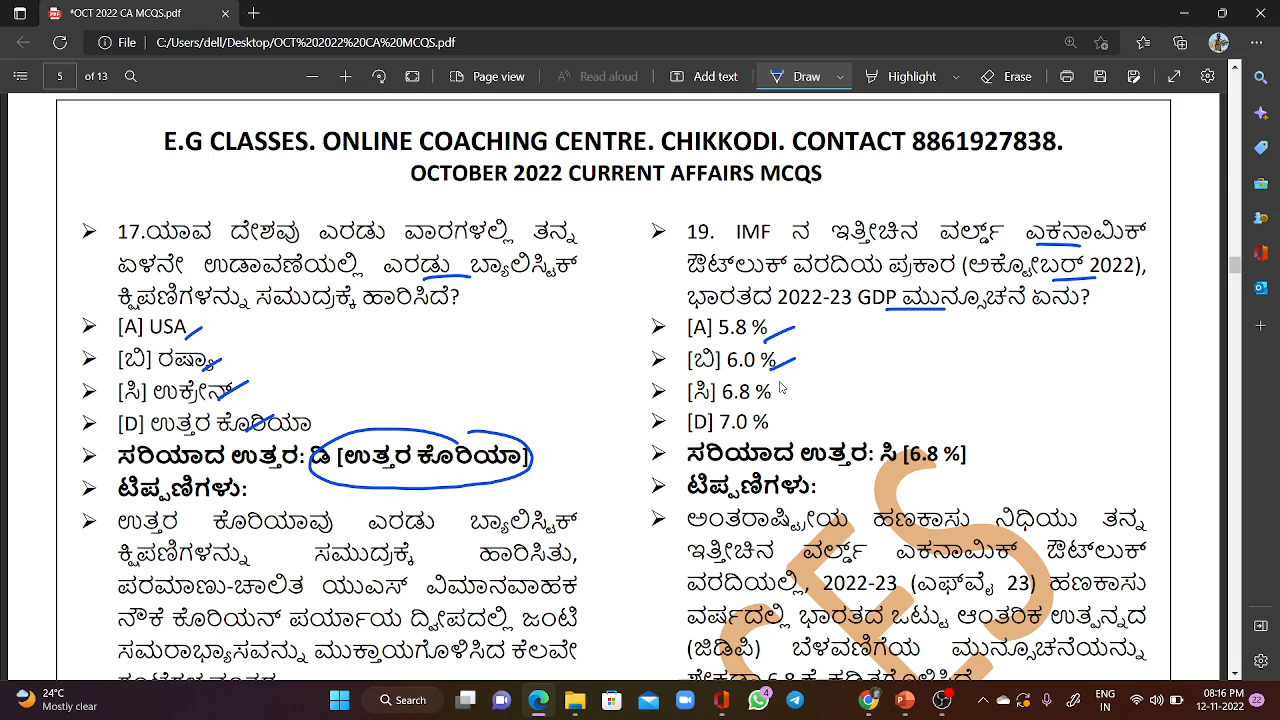 *OCT 2022 CA MCQS.pdf
File
C:/Users/dell/Desktop/OCT%202022%20CA%20MCQS.pdf
5
of 13
Page view
Read aloud
Add text
Draw
Highlight
Erase
E.G CLASSES. ONLINE COACHING CENTRE. CHIKKODI. CONTACT 8861927838.
OCTOBER 2022 CURRENT AFFAIRS MCQS
17.ಯಾವ ದೇಶವು ಎರಡು ವಾರಗಳಲ್ಲಿ ತನ್ನ
ಏಳನೇ ಉಡಾವಣೆಯಲ್ಲಿ ಎರಡು ಬ್ಯಾಲಿಸ್ಟಿಕ್
ಕ್ಷಿಪಣಿಗಳನ್ನು ಸಮುದ್ರಕ್ಕೆ ಹಾರಿಸಿದೆ?
[A] USA
[ಬಿ] ರಷ್ಯಾ
[ಸಿ] ಉಕ್ರೇನ್
[D] ಉತ್ತರ ಕೊರಿಯಾ
ಸರಿಯಾದ ಉತ್ತರ: ಡಿ [ಉತ್ತರ ಕೊರಿಯಾ]
ಟಿಪ್ಪಣಿಗಳು:
ಉತ್ತರ ಕೊರಿಯಾವು ಎರಡು ಬ್ಯಾಲಿಸ್ಟಿಕ್
ಕ್ಷಿಪಣಿಗಳನ್ನು ಸಮುದ್ರಕ್ಕೆ ಹಾರಿಸಿತು,
ಪರಮಾಣು-ಚಾಲಿತ ಯುಎಸ್ ವಿಮಾನವಾಹಕ
ನೌಕೆ ಕೊರಿಯನ್ ಪರ್ಯಾಯ ದ್ವೀಪದಲ್ಲಿ ಜಂಟಿ
ಸಮರಾಭ್ಯಾಸವನ್ನು ಮುಕ್ತಾಯಗೊಳಿಸಿದ ಕೆಲವೇ
19. IMF ನ ಇತ್ತೀಚಿನ ವರ್ಲ್ಡ್ ಎಕನಾಮಿಕ್
ಔಟ್‌ಲುಕ್ ವರದಿಯ ಪ್ರಕಾರ (ಅಕ್ಟೋಬರ್ 2022),
ಭಾರತದ 2022-23 GDP ಮುನ್ಸೂಚನೆ ಏನು?
[A] 5.8 %
[ಬಿ] 6.0 %
[ಸಿ] 6.8 %
[D] 7.0 %
ಸರಿಯಾದ ಉತ್ತರ: ಸಿ [6.8 %]
ಟಿಪ್ಪಣಿಗಳು:
ಅಂತರಾಷ್ಟ್ರೀಯ ಹಣಕಾಸು ನಿಧಿಯು ತನ್ನ
ಇತ್ತೀಚಿನ ವರ್ಲ್ಡ್ ಎಕನಾಮಿಕ್ ಔಟ್‌ಲುಕ್
ವರದಿಯಲ್ಲಿ, 2022-23 (ಎಫ್‌ವೈ 23) ಹಣಕಾಸು
ವರ್ಷದಲ್ಲಿ ಭಾರತದ ಒಟ್ಟು ಆಂತರಿಕ ಉತ್ಪನ್ನದ
(ಜಿಡಿಪಿ) ಬೆಳವಣಿಗೆಯ ಮುನ್ಸೂಚನೆಯನ್ನು
24°C
Mostly clear
Search
4
ENG
IN
08:16 PM
12-11-2022
22